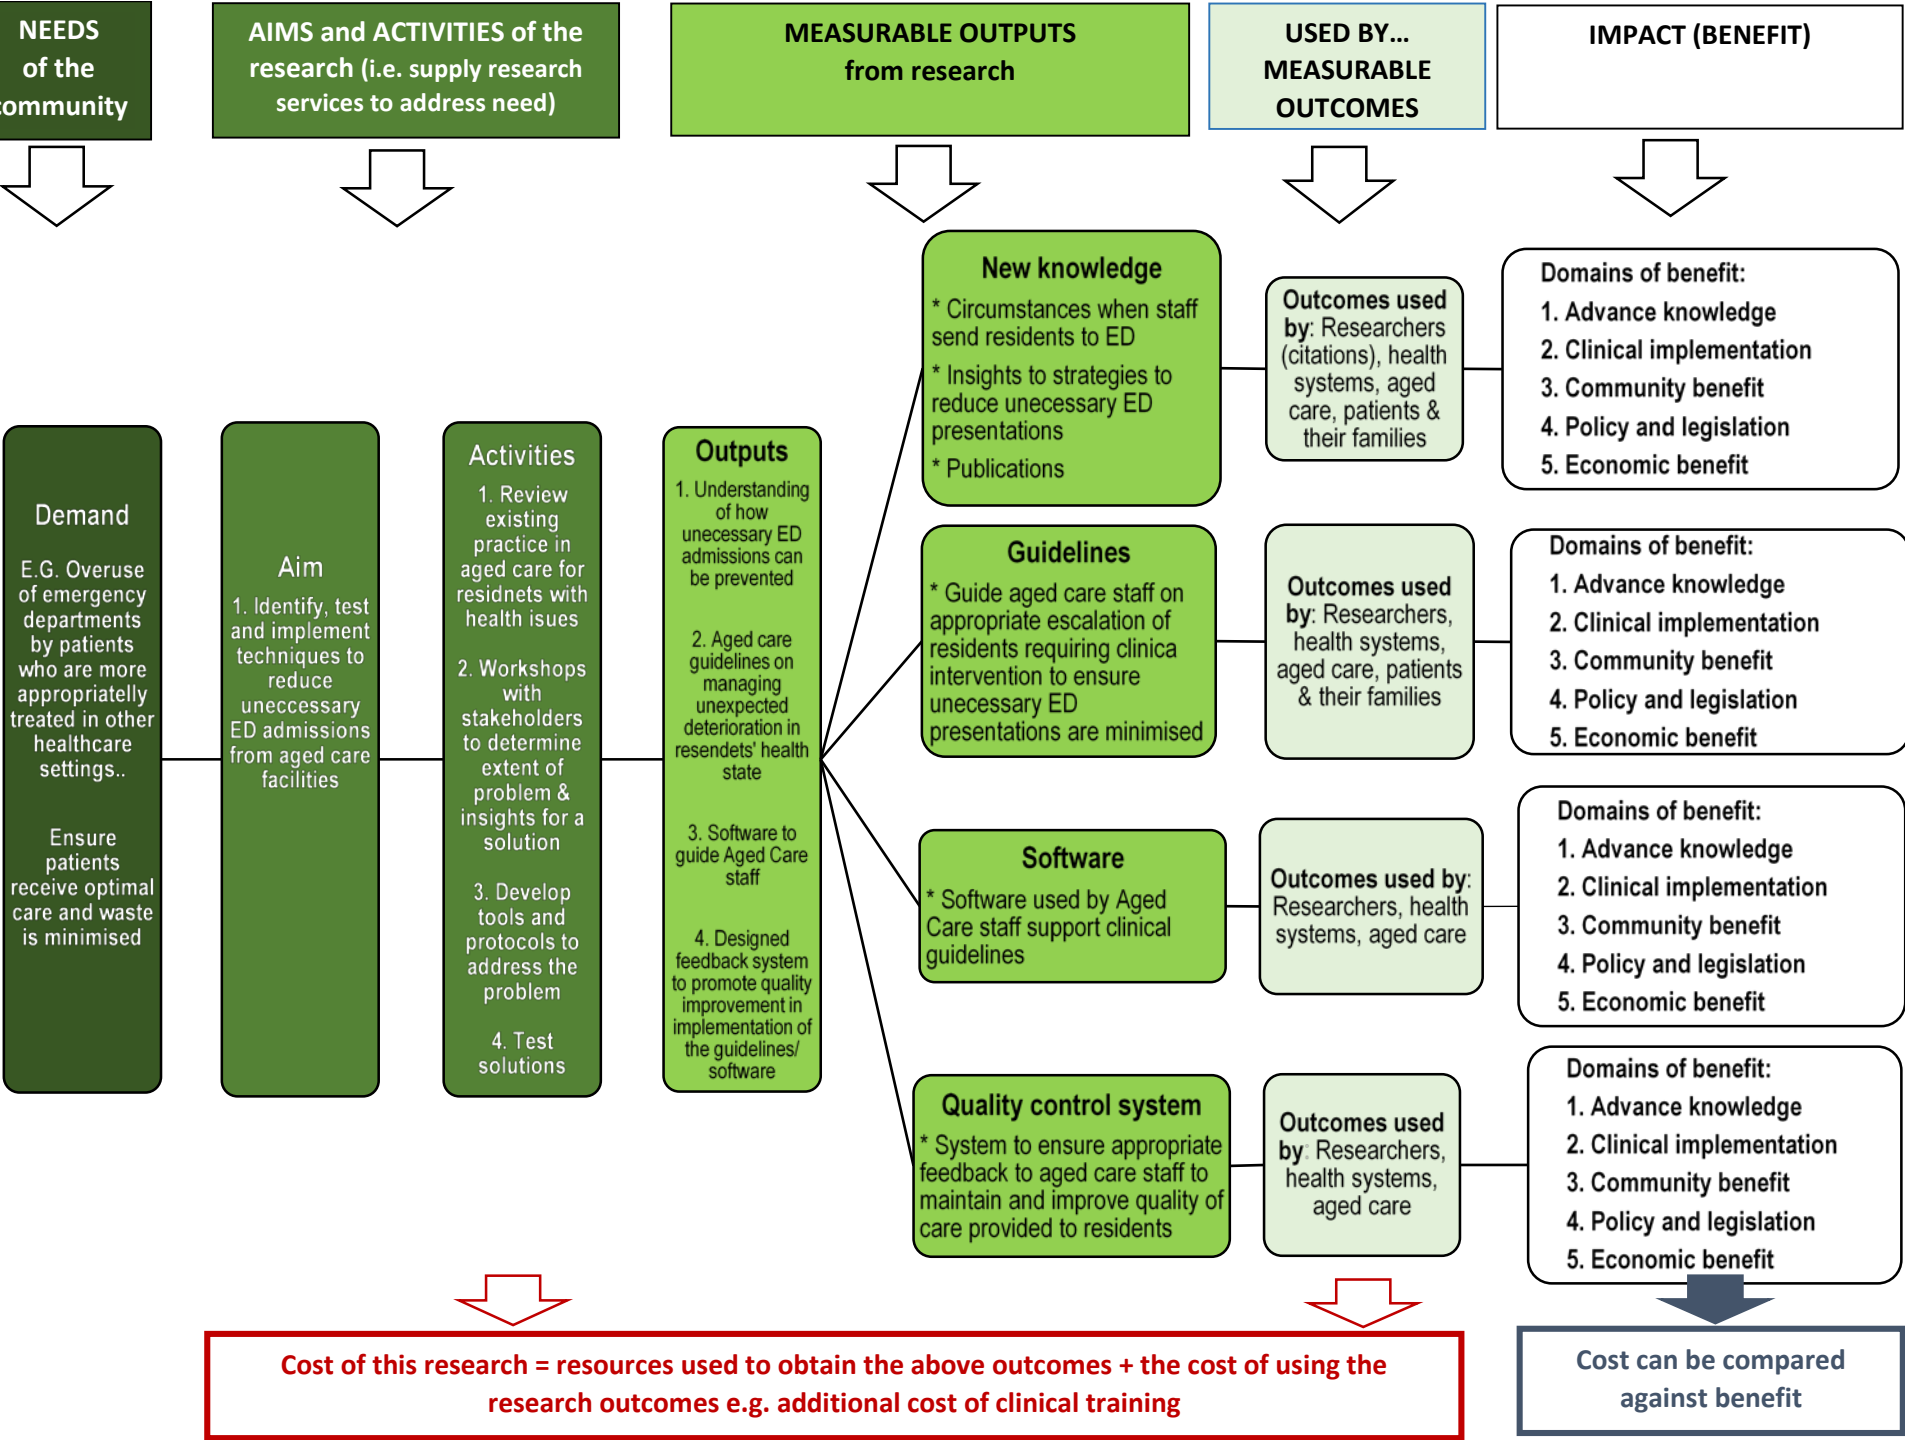 NEEDS
of the
community
AIMS and ACTIVITIES of the
research (i.e. supply research
services to address need)
MEASURABLE OUTPUTS
from research
USED BY...
MEASURABLE
OUTCOMES
IMPACT (BENEFIT)
Demand
E.G. Overuse
of emergency
departments
by patients
who are more
appropriatelly
treated in other
healthcare
settings..
Ensure
patients
receive optimal
care and waste
is minimised
Aim
1. Identify, test
and implement
techniques to
reduce
uneccessary
ED admissions
from aged care
facilities
Activities
1. Review
existing
practice in
aged care for
residnets with
health isues
2. Workshops
with
stakeholders
to determine
extent of
problem &
insights for a
solution
3. Develop
tools and
protocols to
address the
problem
4. Test
solutions
Outputs
1. Understanding
of how
unecessary ED
admissions can
be prevented
2. Aged care
guidelines on
managing
unexpected
deterioration in
resendets' health
state
3. Software to
guide Aged Care
staff
4. Designed
feedback system
to promote quality
improvement in
implementation of
the guidelines/
software
New knowledge
* Circumstances when staff
send residents to ED
* Insights to strategies to
reduce unecessary ED
presentations
* Publications
Outcomes used
by: Researchers
(citations), health
systems, aged
care, patients &
their families
Domains of benefit:
1. Advance knowledge
2. Clinical implementation
3. Community benefit
4. Policy and legislation
5. Economic benefit
Guidelines
* Guide aged care staff on
appropriate escalation of
residents requiring clinica
intervention to ensure
unecessary ED
presentations are minimised
Outcomes used
by: Researchers,
health systems,
aged care, patients
& their families
Domains of benefit:
1. Advance knowledge
2. Clinical implementation
3. Community benefit
4. Policy and legislation
5. Economic benefit
Software
* Software used by Aged
Care staff support clinical
guidelines
Outcomes used by:
Researchers, health
systems, aged care
Domains of benefit:
1. Advance knowledge
2. Clinical implementation
3. Community benefit
4. Policy and legislation
5. Economic benefit
Quality control system
* System to ensure appropriate
feedback to aged care staff to
maintain and improve quality of
care provided to residents
Outcomes used
by: Researchers,
health systems,
aged care
Domains of benefit:
1. Advance knowledge
2. Clinical implementation
3. Community benefit
4. Policy and legislation
5. Economic benefit
Cost of this research = resources used to obtain the above outcomes + the cost of using the
research outcomes e.g. additional cost of clinical training
Cost can be compared
against benefit